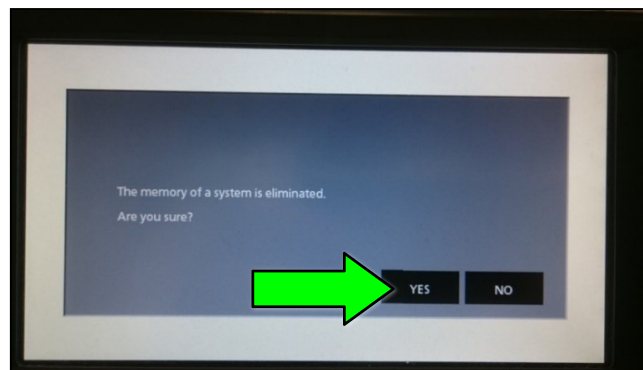 The memory of a system is eliminated.
Are you sure?
YES NO